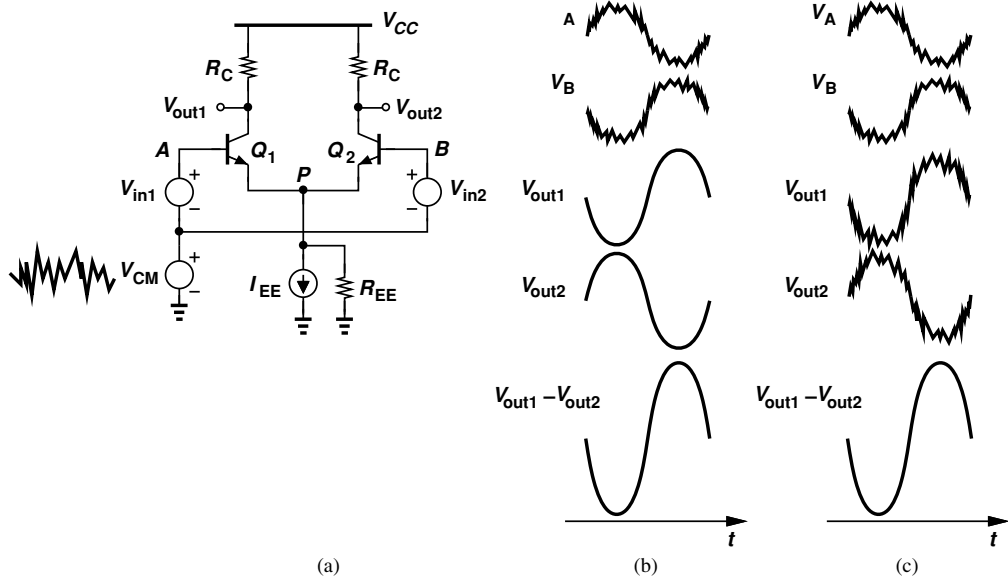 V_CC
R_C R_C
V_out1 V_out2
A Q_1 Q_2 B
P
V_in1 + − + − V_in2
V_CM + −
I_EE R_EE
(a)
A
V_B
V_out1
V_out2
V_out1 − V_out2
t
(b)
V_A
V_B
V_out1
V_out2
V_out1 − V_out2
t
(c)